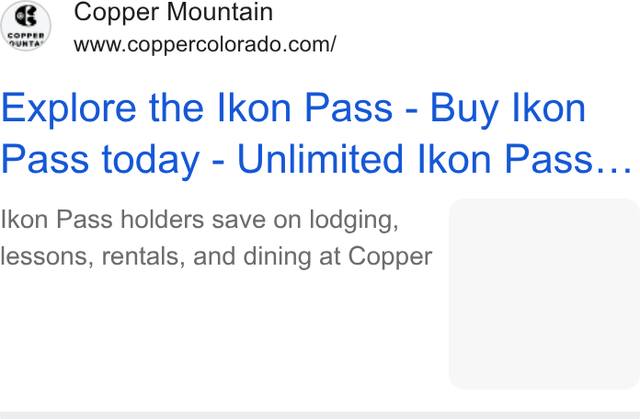 Copper Mountain
COPPER
www.coppercolorado.com/
Explore the Ikon Pass - Buy Ikon
Pass today - Unlimited Ikon Pass…
Ikon Pass holders save on lodging,
lessons, rentals, and dining at Copper